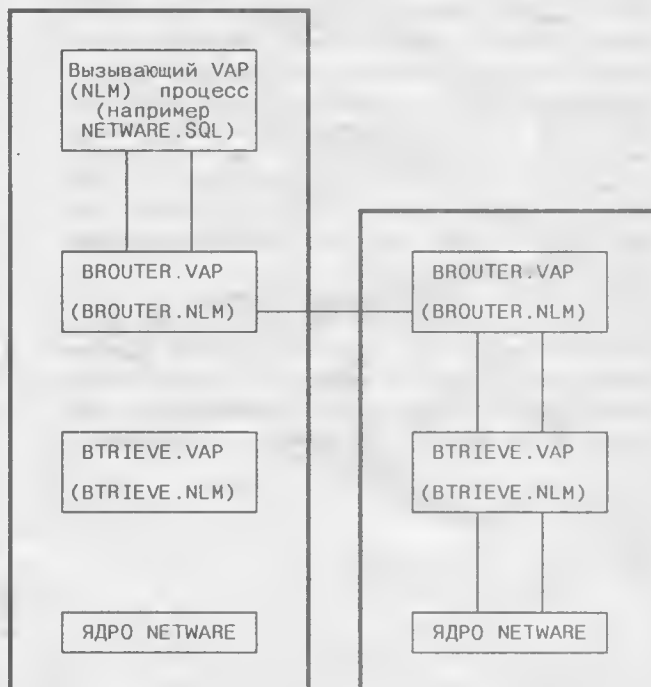 Вызывающий VAP
(NLM) процесс
(например
NETWARE.SQL)
BROUTER.VAP
(BROUTER.NLM)
BTRIEVE.VAP
(BTRIEVE.NLM)
ЯДРО NETWARE
BROUTER.VAP
(BROUTER.NLM)
BTRIEVE.VAP
(BTRIEVE.NLM)
ЯДРО NETWARE